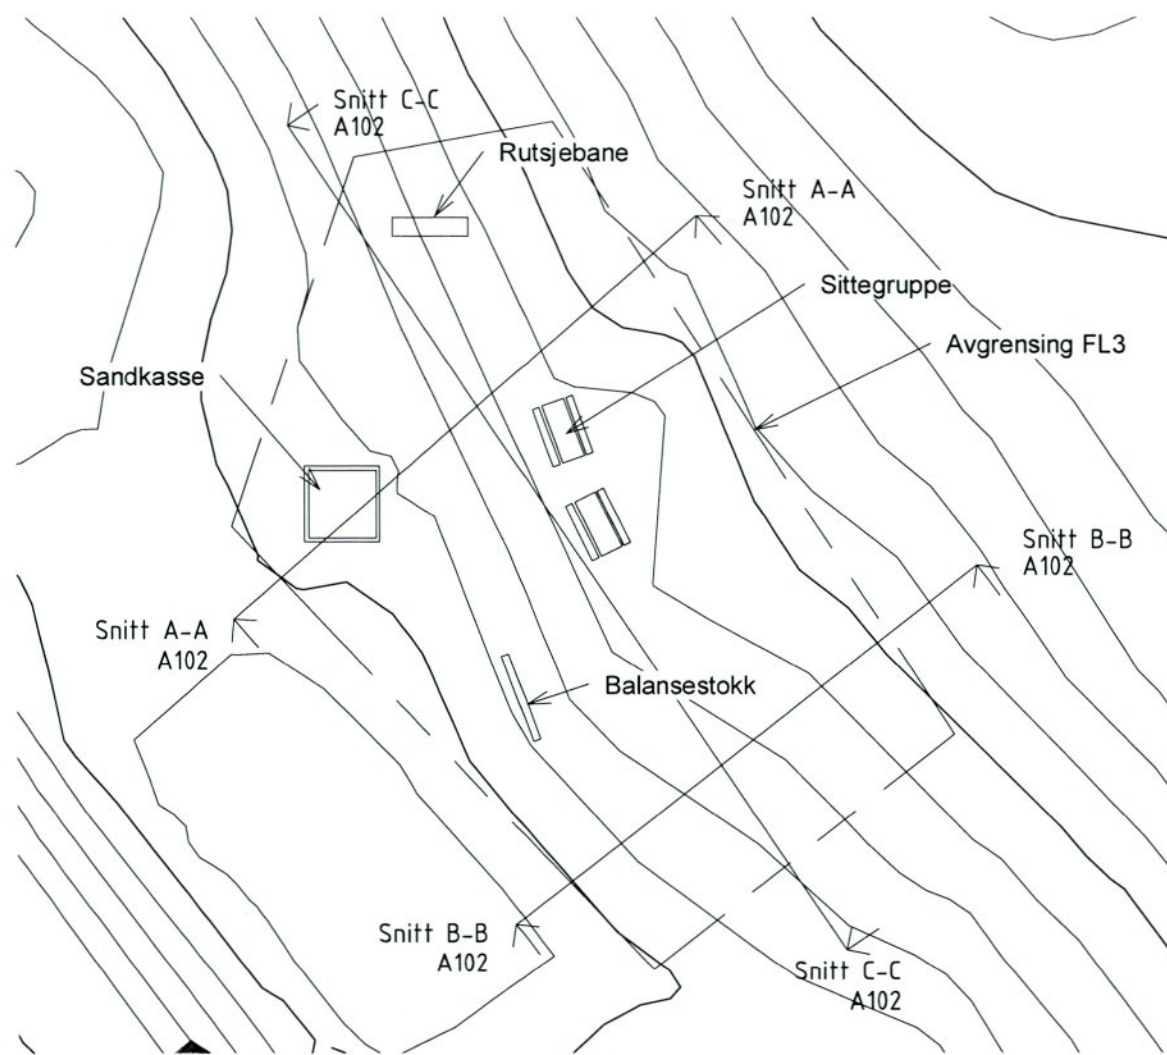 Snitt C-C
A102
Rutsjebane
Snitt A-A
A102
Sittegruppe
Avgrensing FL3
Sandkasse
Snitt B-B
A102
Snitt A-A
A102
Balansestokk
Snitt B-B
A102
Snitt C-C
A102